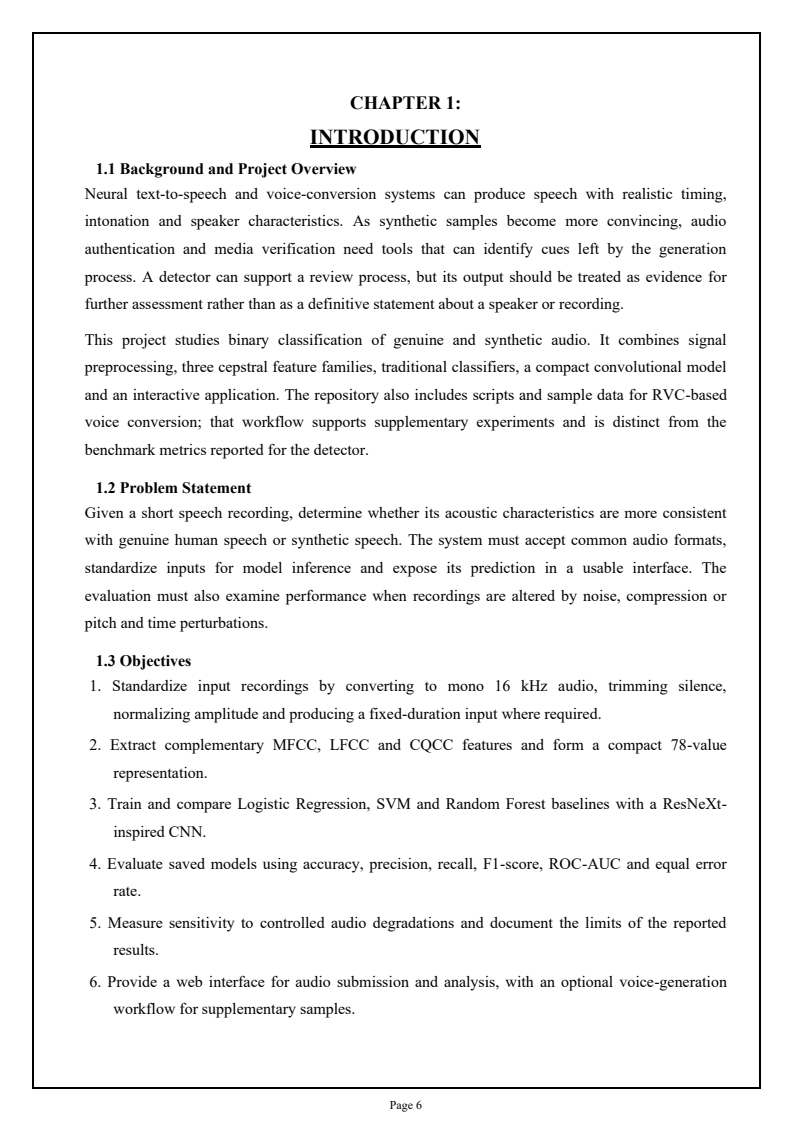 CHAPTER 1:
INTRODUCTION
1.1 Background and Project Overview
Neural text-to-speech and voice-conversion systems can produce speech with realistic timing,
intonation and speaker characteristics. As synthetic samples become more convincing, audio
authentication and media verification need tools that can identify cues left by the generation
process. A detector can support a review process, but its output should be treated as evidence for
further assessment rather than as a definitive statement about a speaker or recording.
This project studies binary classification of genuine and synthetic audio. It combines signal
preprocessing, three cepstral feature families, traditional classifiers, a compact convolutional model
and an interactive application. The repository also includes scripts and sample data for RVC-based
voice conversion; that workflow supports supplementary experiments and is distinct from the
benchmark metrics reported for the detector.
1.2 Problem Statement
Given a short speech recording, determine whether its acoustic characteristics are more consistent
with genuine human speech or synthetic speech. The system must accept common audio formats,
standardize inputs for model inference and expose its prediction in a usable interface. The
evaluation must also examine performance when recordings are altered by noise, compression or
pitch and time perturbations.
1.3 Objectives
1. Standardize input recordings by converting to mono 16 kHz audio, trimming silence,
normalizing amplitude and producing a fixed-duration input where required.
2. Extract complementary MFCC, LFCC and CQCC features and form a compact 78-value
representation.
3. Train and compare Logistic Regression, SVM and Random Forest baselines with a ResNeXt-
inspired CNN.
4. Evaluate saved models using accuracy, precision, recall, F1-score, ROC-AUC and equal error
rate.
5. Measure sensitivity to controlled audio degradations and document the limits of the reported
results.
6. Provide a web interface for audio submission and analysis, with an optional voice-generation
workflow for supplementary samples.
Page 6